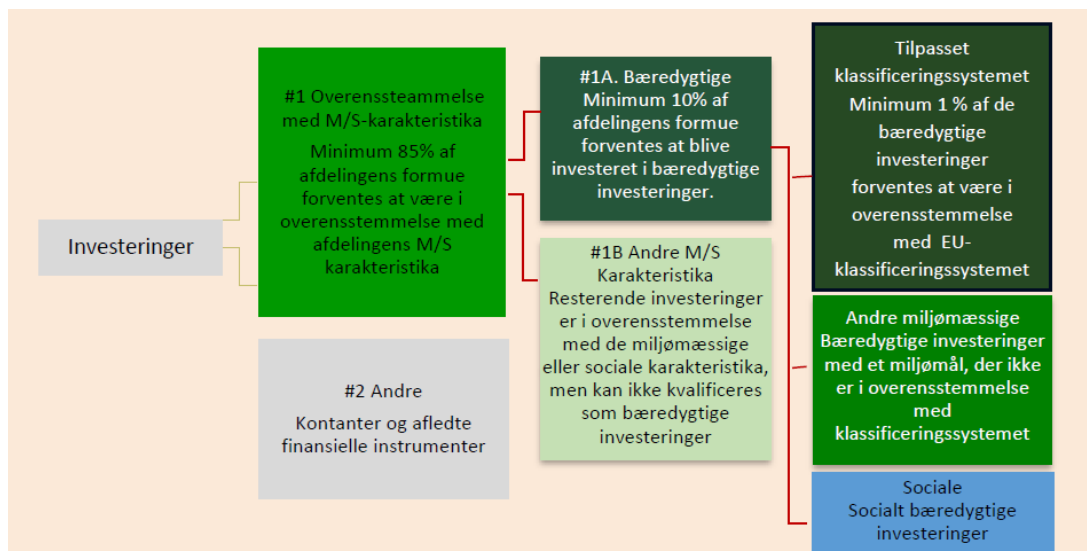 Investeringer
#1 Overenssteammelse
med M/S-karakteristika
Minimum 85% af
afdelingens formue
forventes at være i
overensstemmelse med
afdelingens M/S
karakteristika
#2 Andre
Kontanter og afledte
finansielle instrumenter
#1A. Bæredygtige
Minimum 10% af
afdelingens formue
forventes at blive
investeret i bæredygtige
investeringer.
#1B Andre M/S
Karakteristika
Resterende investeringer
er i overensstemmelse
med de miljømæssige
eller sociale karakteristika,
men kan ikke kvalificeres
som bæredygtige
investeringer
Tilpasset
klassificeringssystemet
Minimum 1 % af de
bæredygtige
investeringer
forventes at være i
overensstemmelse
med EU-
klassificeringssystemet
Andre miljømæssige
Bæredygtige investeringer
med et miljømål, der ikke
er i overensstemmelse
med
klassificeringssystemet
Sociale
Socialt bæredygtige
investeringer